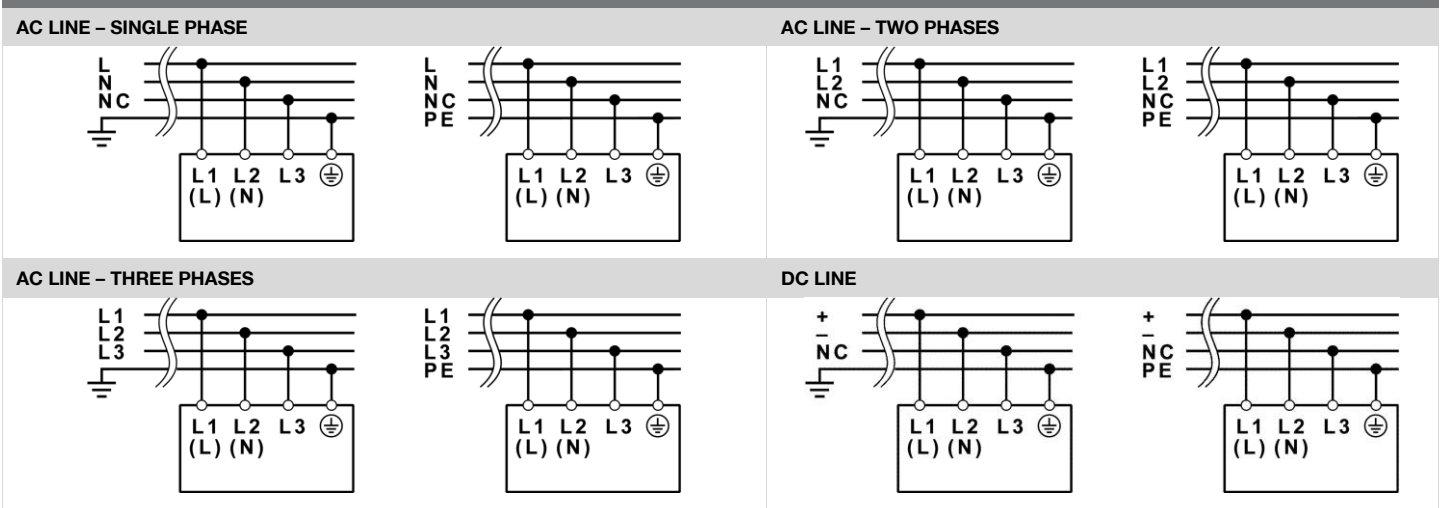 AC LINE – SINGLE PHASE
L
N
NC
L1 L2 L3
(L) (N)
L
N
NC
PE
L1 L2 L3
(L) (N)
AC LINE – TWO PHASES
L1
L2
NC
L1 L2 L3
(L) (N)
L1
L2
NC
PE
L1 L2 L3
(L) (N)
AC LINE – THREE PHASES
L1
L2
L3
L1 L2 L3
(L) (N)
L1
L2
L3
PE
L1 L2 L3
(L) (N)
DC LINE
+
–
NC
L1 L2 L3
(L) (N)
+
–
NC
PE
L1 L2 L3
(L) (N)